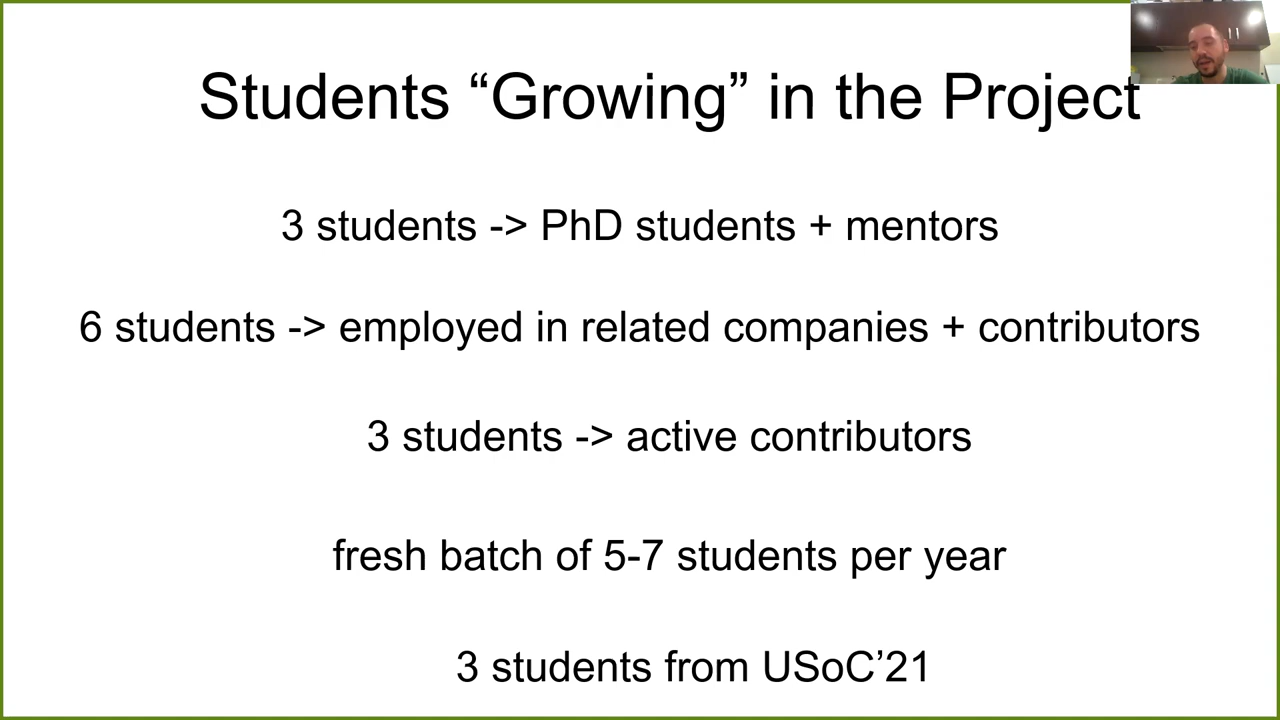 Students “Growing” in the Project
3 students -> PhD students + mentors
6 students -> employed in related companies + contributors
3 students -> active contributors
fresh batch of 5-7 students per year
3 students from USoC’21